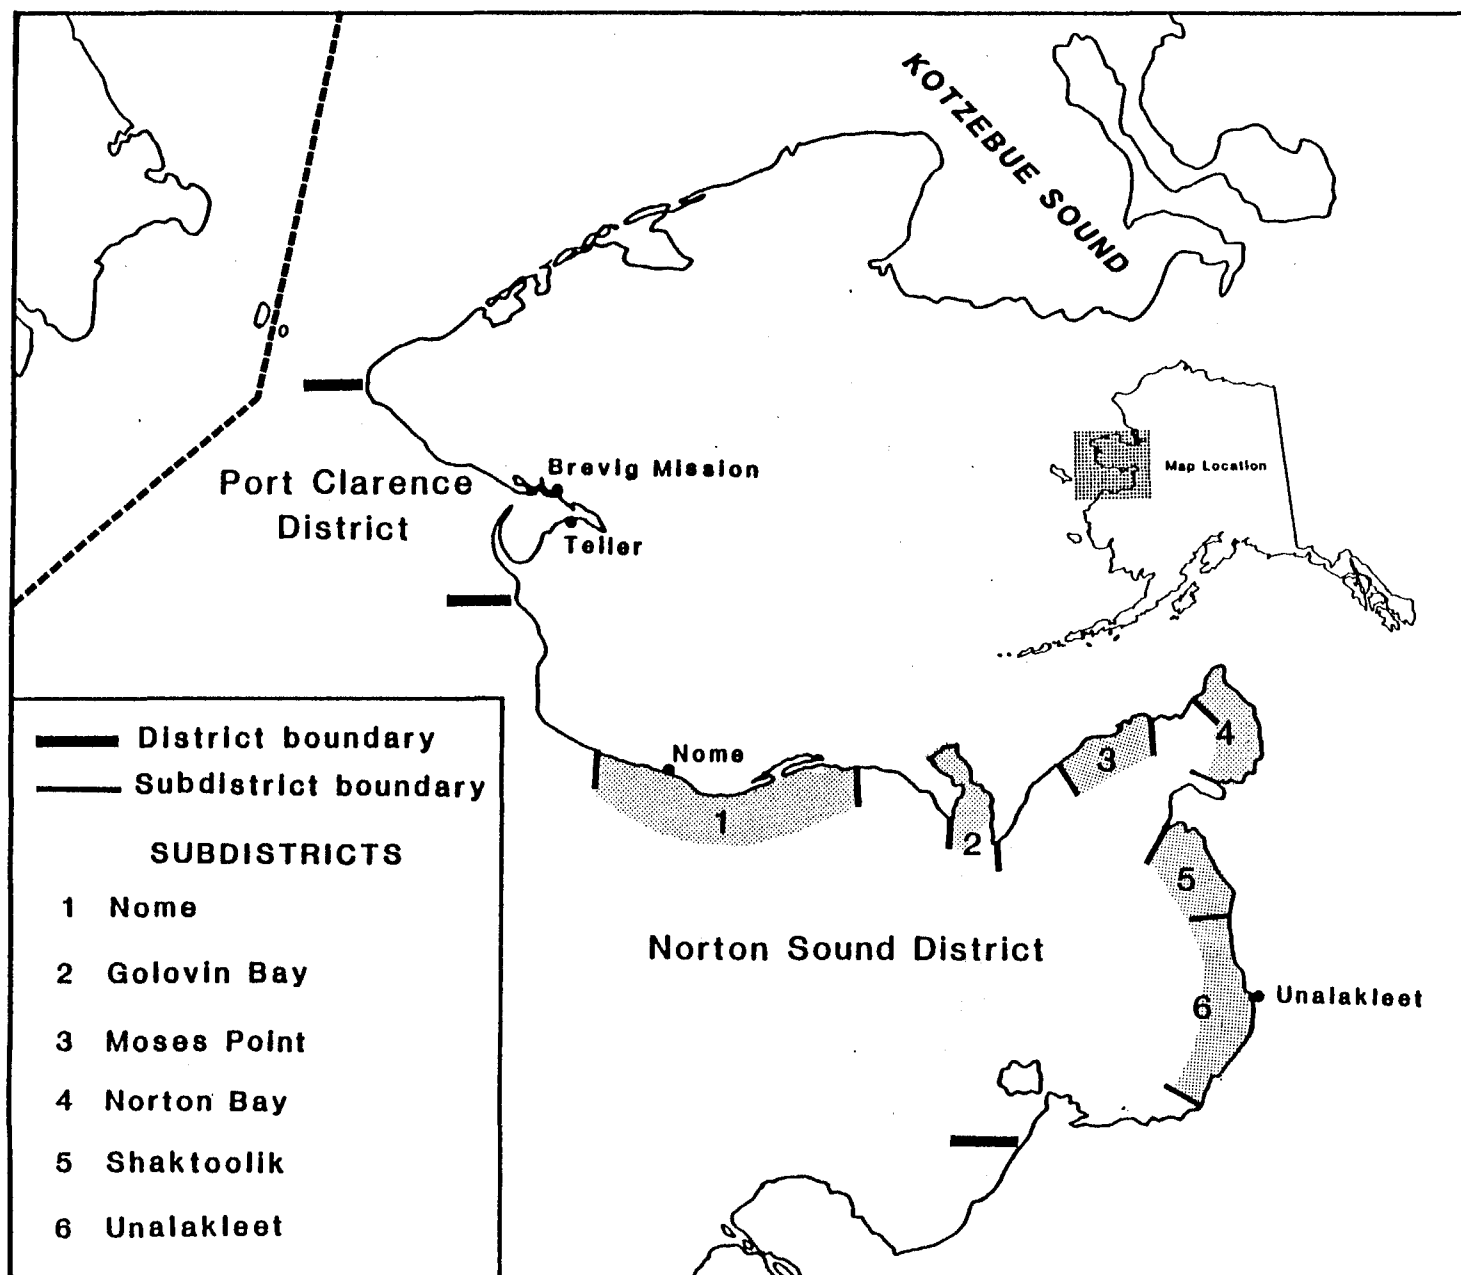 KOTZEBUE SOUND
Map Location
Brevig Mission
Port Clarence
District
Teller
Nome
1
2
3
4
5
6
Norton Sound District
Unalakleet
District boundary
Subdistrict boundary
SUBDISTRICTS
1 Nome
2 Golovin Bay
3 Moses Point
4 Norton Bay
5 Shaktoolik
6 Unalakleet